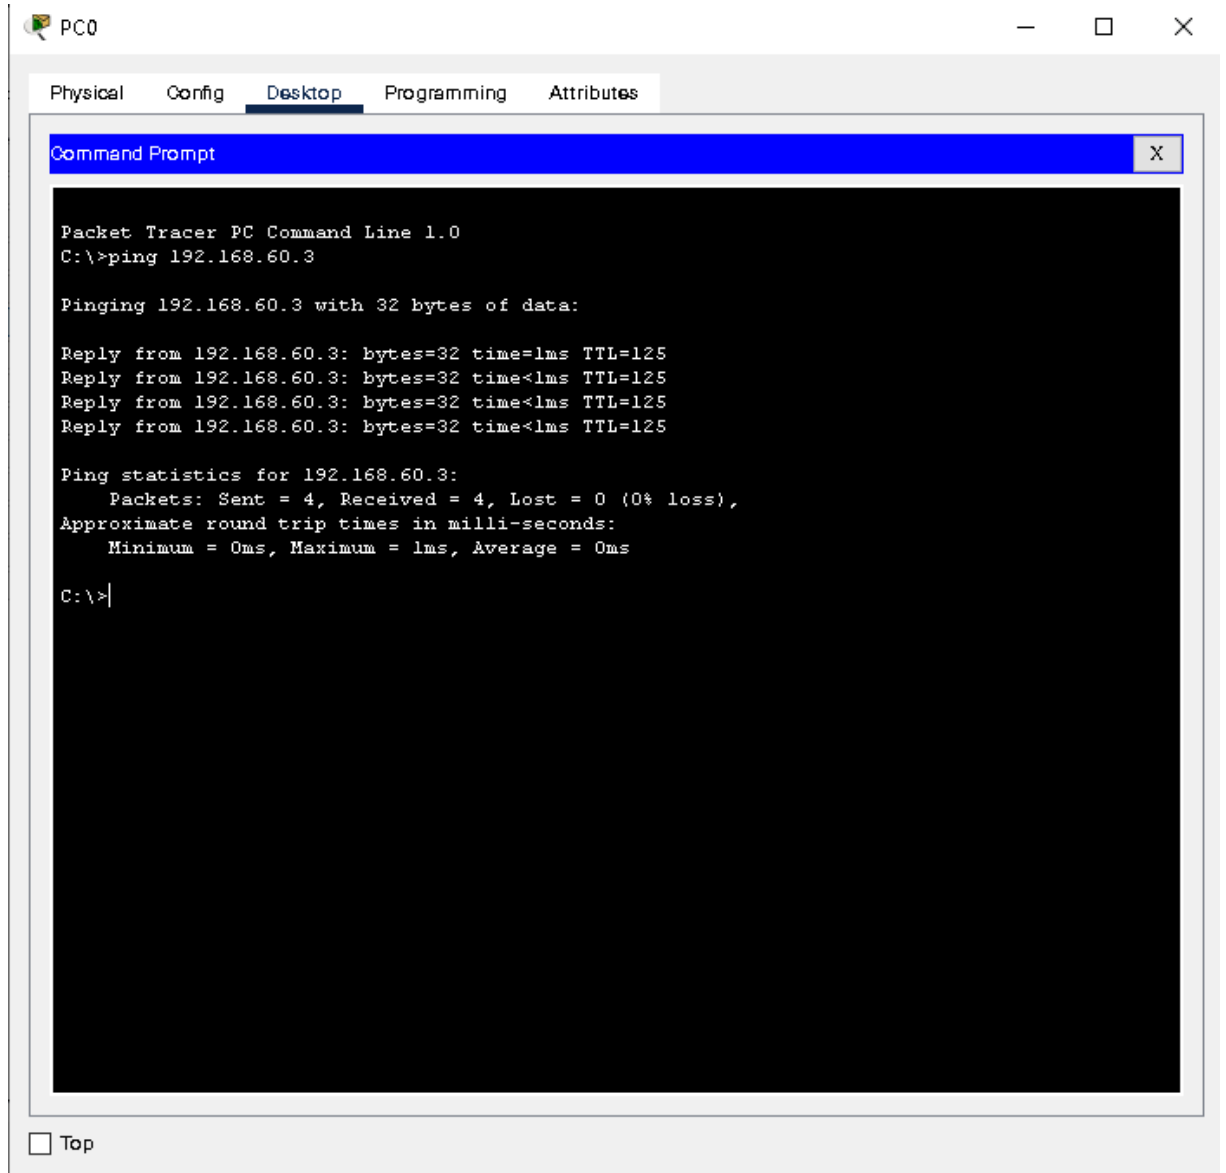 PC0
Physical Config Desktop Programming Attributes
Command Prompt X
Packet Tracer PC Command Line 1.0
C:\>ping 192.168.60.3
Pinging 192.168.60.3 with 32 bytes of data:
Reply from 192.168.60.3: bytes=32 time=1ms TTL=125
Reply from 192.168.60.3: bytes=32 time<1ms TTL=125
Reply from 192.168.60.3: bytes=32 time<1ms TTL=125
Reply from 192.168.60.3: bytes=32 time<1ms TTL=125
Ping statistics for 192.168.60.3:
Packets: Sent = 4, Received = 4, Lost = 0 (0% loss),
Approximate round trip times in milli-seconds:
Minimum = 0ms, Maximum = 1ms, Average = 0ms
C:\>
Top